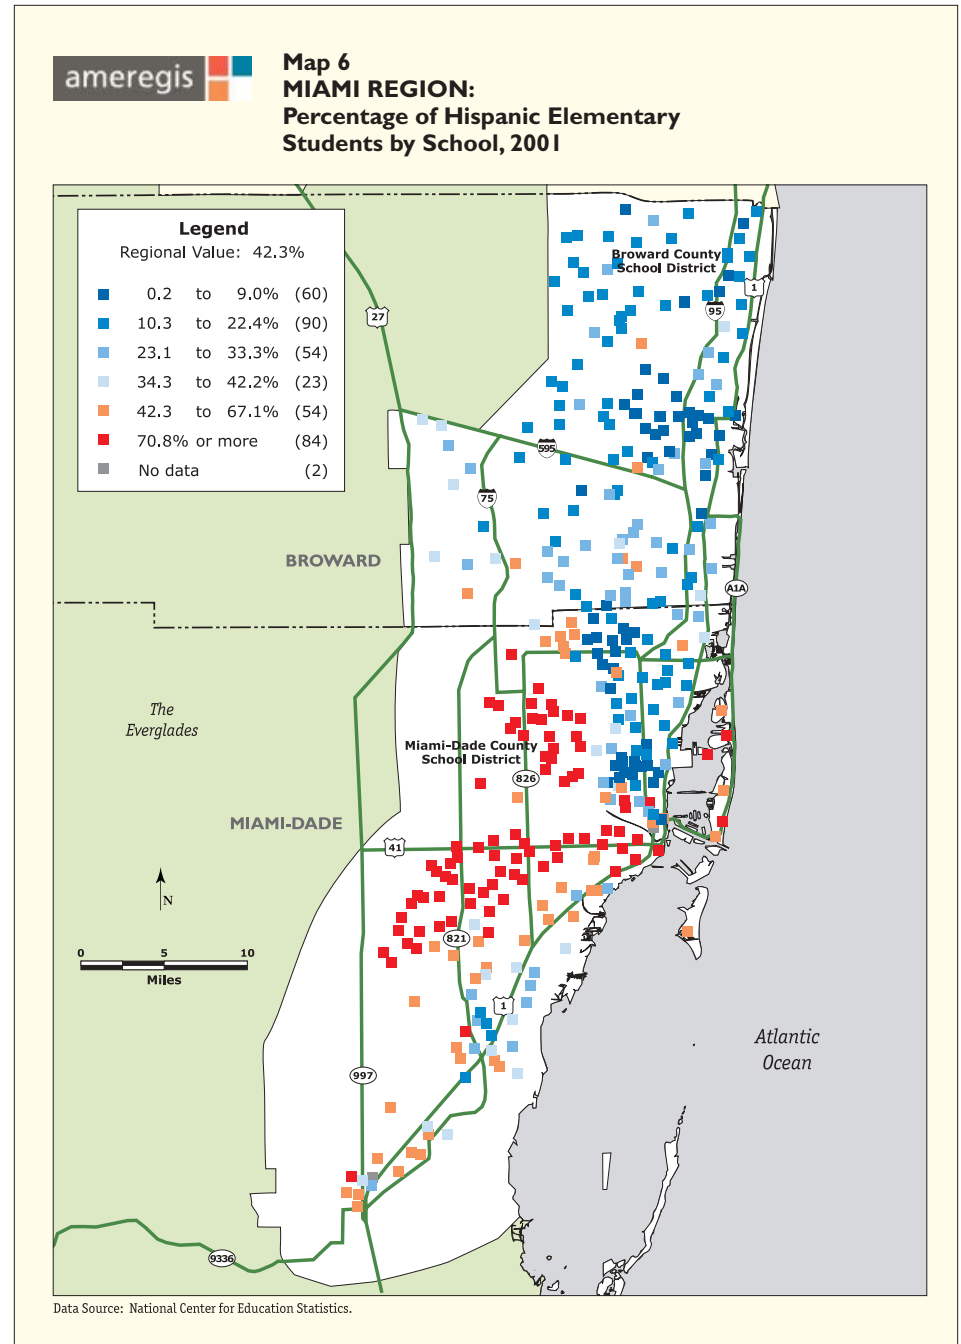 ameregis
Map 6
MIAMI REGION:
Percentage of Hispanic Elementary
Students by School, 2001
Legend
Regional Value: 42.3%
0.2 to 9.0% (60)
10.3 to 22.4% (90)
23.1 to 33.3% (54)
34.3 to 42.2% (23)
42.3 to 67.1% (54)
70.8% or more (84)
No data (2)
Broward County
School District
1
27
95
595
75
BROWARD
A1A
The
Everglades
Miami-Dade County
School District
826
MIAMI-DADE
41
N
821
0 5 10
Miles
1
Atlantic
Ocean
997
9336
Data Source: National Center for Education Statistics.